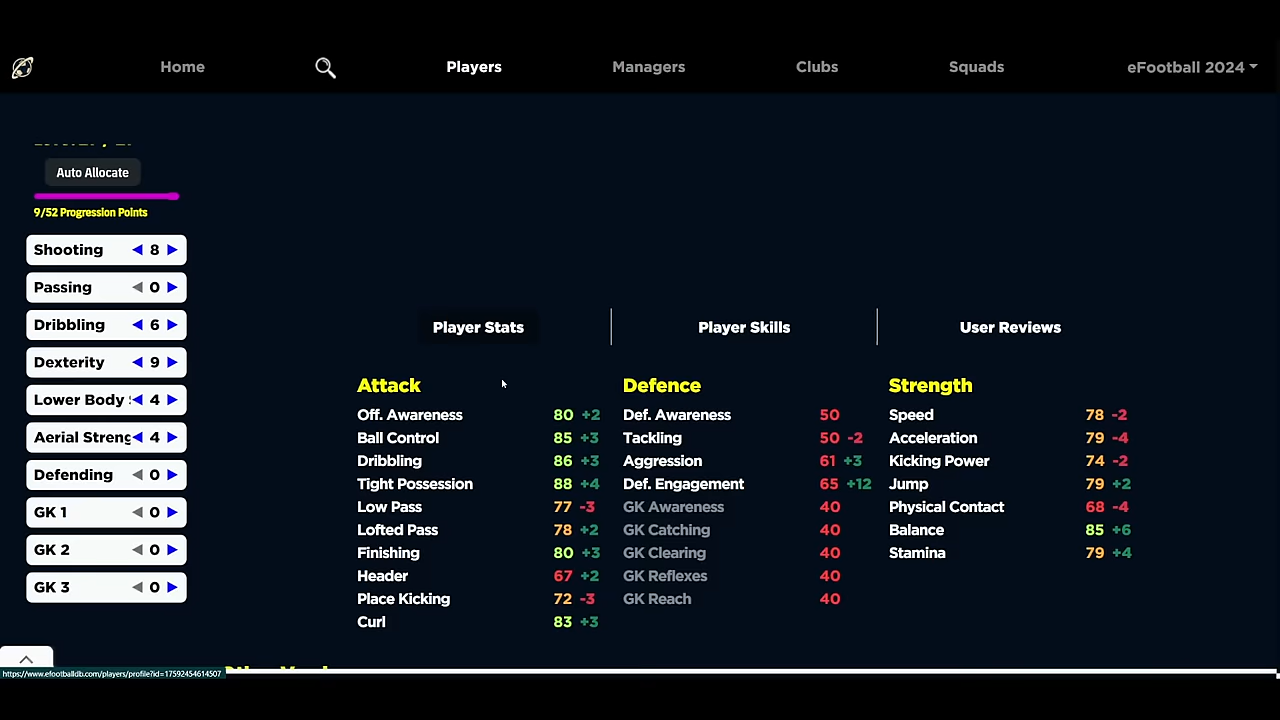 Home
Players
Managers
Clubs
Squads
eFootball 2024
Auto Allocate
9/52 Progression Points
Shooting 8
Passing 0
Dribbling 6
Dexterity 9
Lower Body 4
Aerial Streng 4
Defending 0
GK 1 0
GK 2 0
GK 3 0
Player Stats
Player Skills
User Reviews
Attack
Off. Awareness 80 +2
Ball Control 85 +3
Dribbling 86 +3
Tight Possession 88 +4
Low Pass 77 -3
Lofted Pass 78 +2
Finishing 80 +3
Header 67 +2
Place Kicking 72 -3
Curl 83 +3
Defence
Def. Awareness 50
Tackling 50 -2
Aggression 61 +3
Def. Engagement 65 +12
GK Awareness 40
GK Catching 40
GK Clearing 40
GK Reflexes 40
GK Reach 40
Strength
Speed 78 -2
Acceleration 79 -4
Kicking Power 74 -2
Jump 79 +2
Physical Contact 68 -4
Balance 85 +6
Stamina 79 +4
https://www.efootballdb.com/players/profile?id=17592454614507